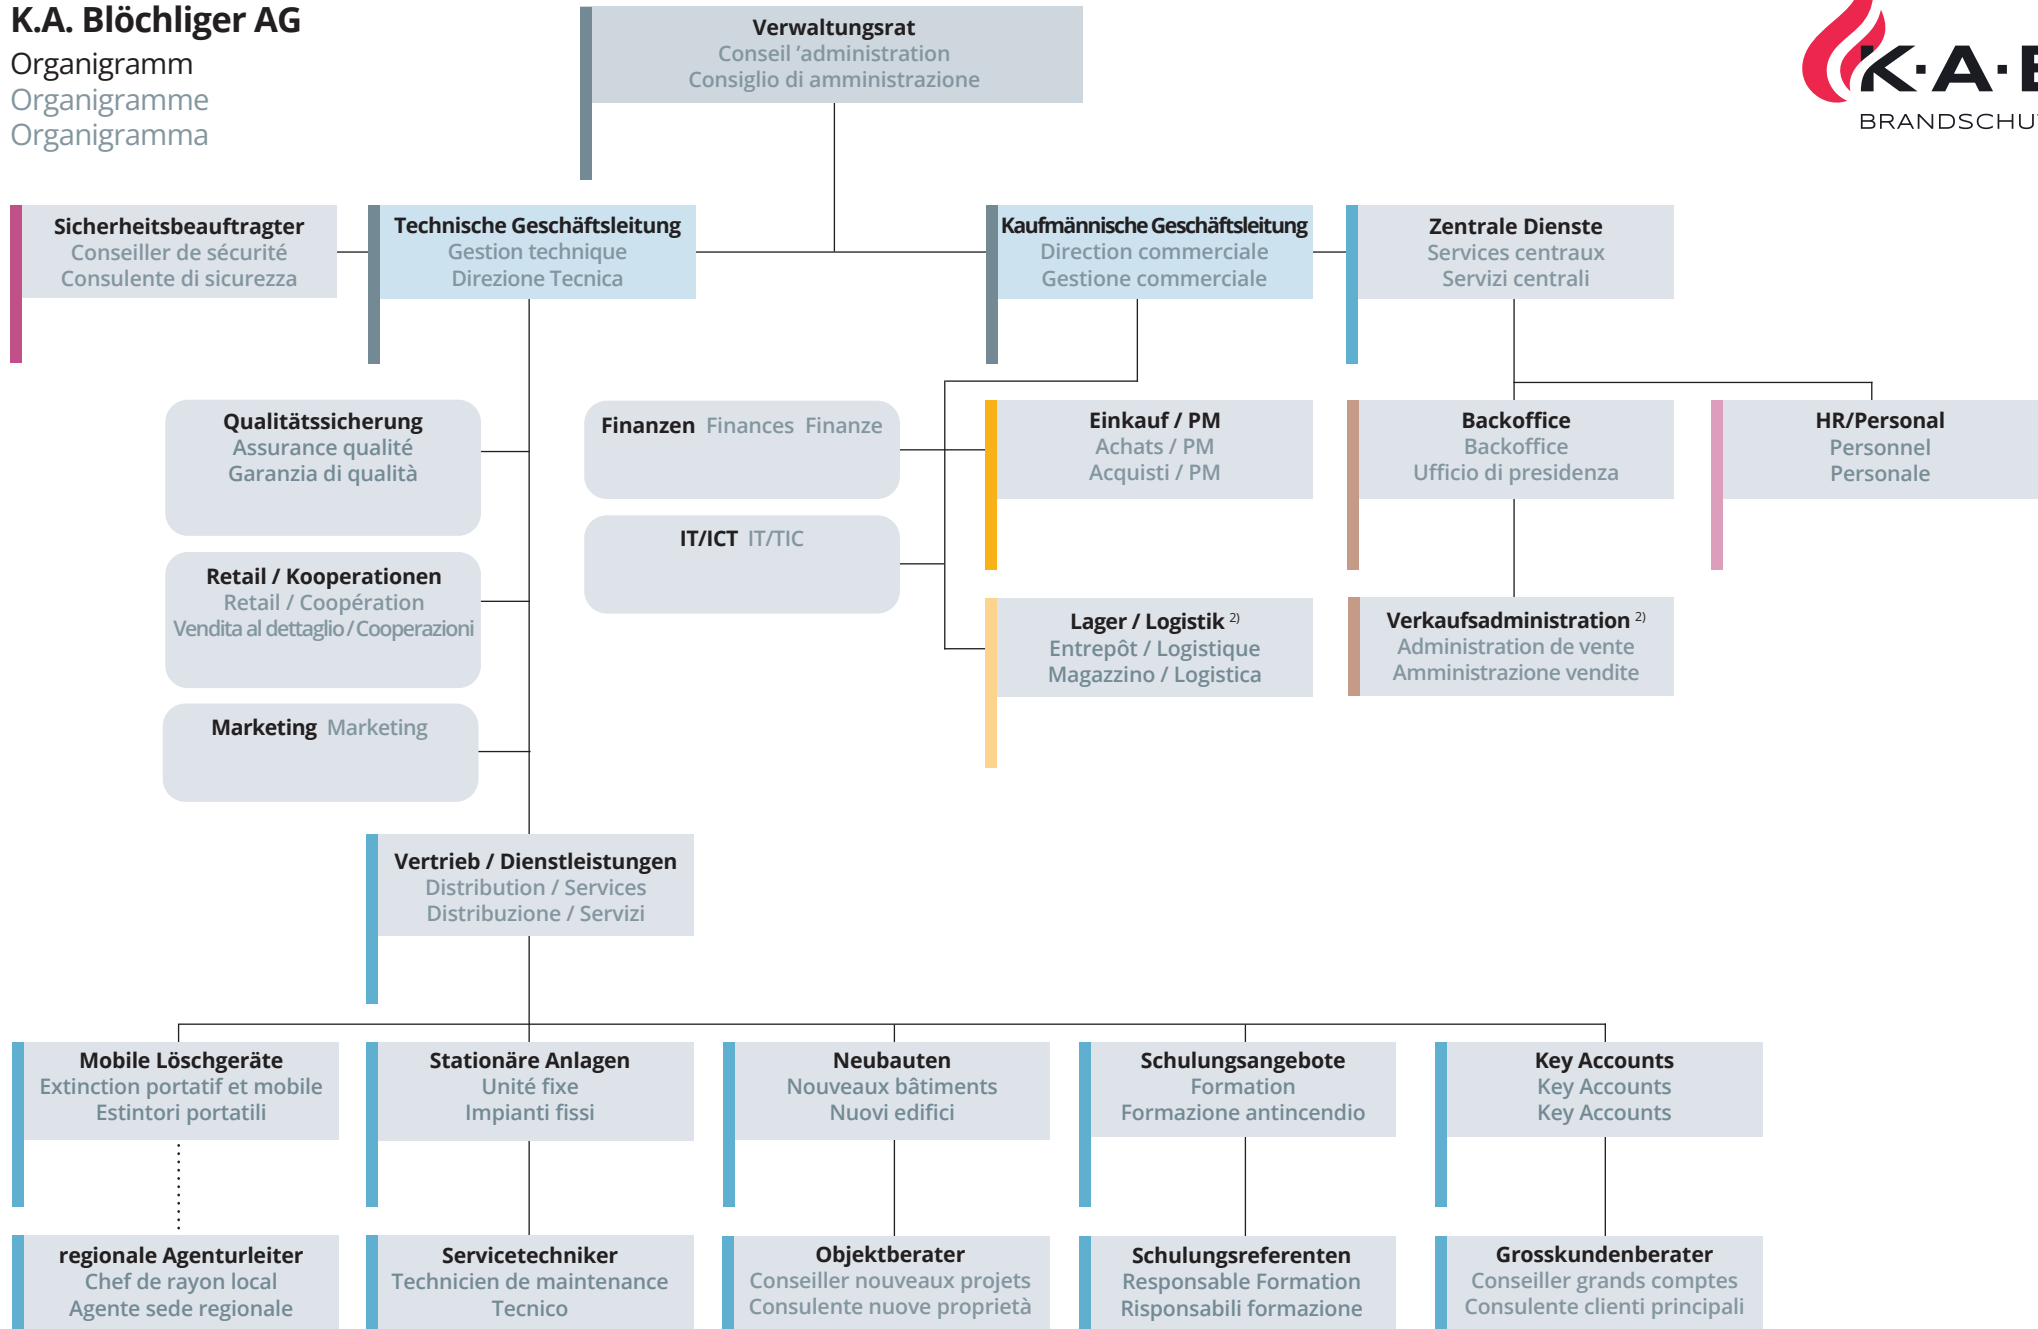 K.A. Blöchliger AG
Organigramm
Organigramme
Organigramma
Verwaltungsrat
Conseil ’administration
Consiglio di amministrazione
K·A·B
BRANDSCHU
Sicherheitsbeauftragter
Conseiller de sécurité
Consulente di sicurezza
Technische Geschäftsleitung
Gestion technique
Direzione Tecnica
Kaufmännische Geschäftsleitung
Direction commerciale
Gestione commerciale
Zentrale Dienste
Services centraux
Servizi centrali
Qualitätssicherung
Assurance qualité
Garanzia di qualità
Finanzen Finances Finanze
Einkauf / PM
Achats / PM
Acquisti / PM
Backoffice
Backoffice
Ufficio di presidenza
HR/Personal
Personnel
Personale
IT/ICT IT/TIC
Retail / Kooperationen
Retail / Coopération
Vendita al dettaglio / Cooperazioni
Lager / Logistik 2)
Entrepôt / Logistique
Magazzino / Logistica
Verkaufsadministration 2)
Administration de vente
Amministrazione vendite
Marketing Marketing
Vertrieb / Dienstleistungen
Distribution / Services
Distribuzione / Servizi
Mobile Löschgeräte
Extinction portatif et mobile
Estintori portatili
Stationäre Anlagen
Unité fixe
Impianti fissi
Neubauten
Nouveaux bâtiments
Nuovi edifici
Schulungsangebote
Formation
Formazione antincendio
Key Accounts
Key Accounts
Key Accounts
regionale Agenturleiter
Chef de rayon local
Agente sede regionale
Servicetechniker
Technicien de maintenance
Tecnico
Objektberater
Conseiller nouveaux projets
Consulente nuove proprietà
Schulungsreferenten
Responsable Formation
Risponsabili formazione
Grosskundenberater
Conseiller grands comptes
Consulente clienti principali